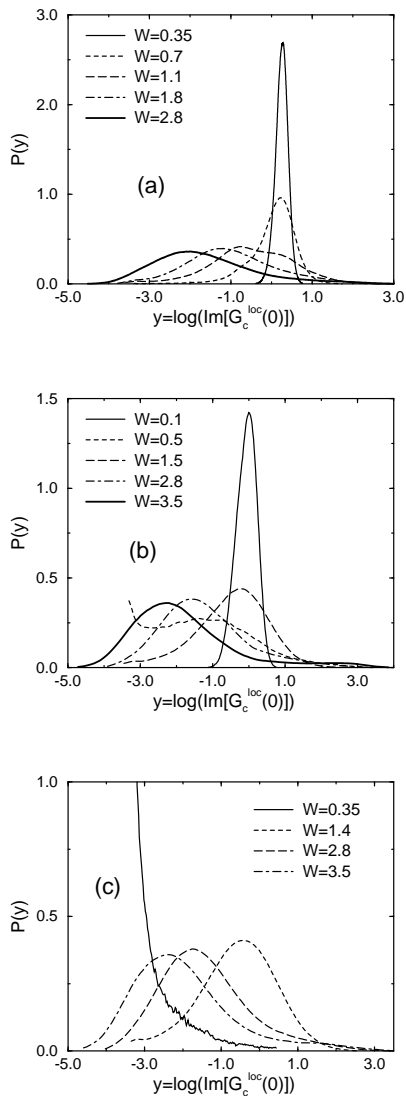 3.0
2.0
1.0
0.0
P(y)
W=0.35
W=0.7
W=1.1
W=1.8
W=2.8
(a)
-5.0 -3.0 -1.0 1.0 3.0
y=log(Im[G_c^loc(0)])
1.5
1.0
0.5
0.0
P(y)
W=0.1
W=0.5
W=1.5
W=2.8
W=3.5
(b)
-5.0 -3.0 -1.0 1.0 3.0
y=log(Im[G_c^loc(0)])
1.0
0.5
0.0
P(y)
W=0.35
W=1.4
W=2.8
W=3.5
(c)
-5.0 -3.0 -1.0 1.0 3.0
y=log(Im[G_c^loc(0)])